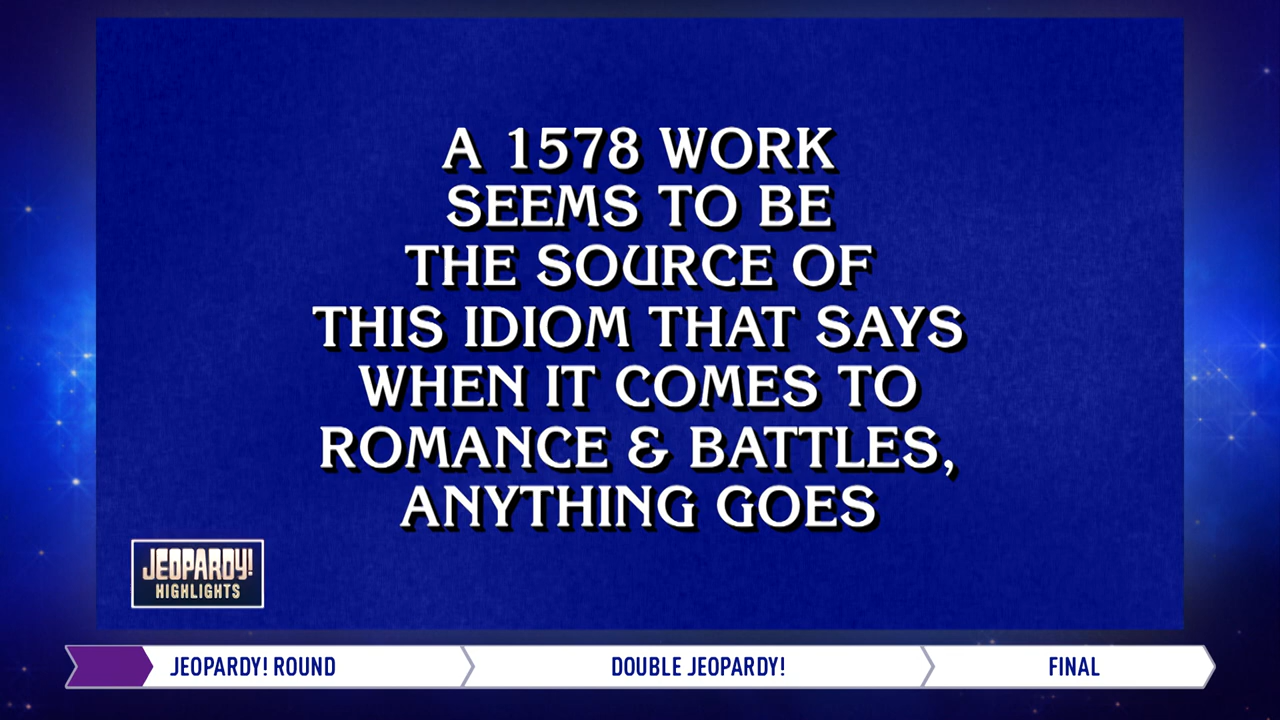 A 1578 WORK
SEEMS TO BE
THE SOURCE OF
THIS IDIOM THAT SAYS
WHEN IT COMES TO
ROMANCE & BATTLES,
ANYTHING GOES
JEOPARDY!
HIGHLIGHTS
JEOPARDY! ROUND
DOUBLE JEOPARDY!
FINAL